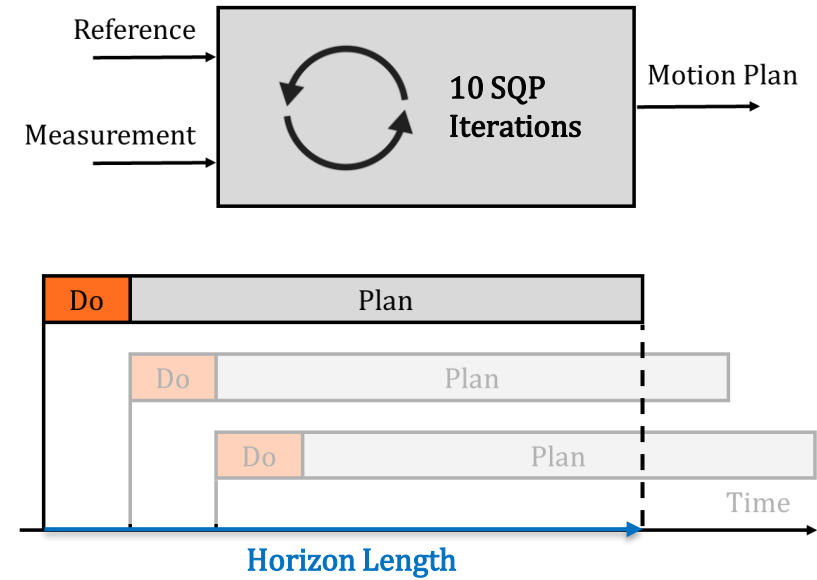 Reference
Measurement
10 SQP
Iterations
Motion Plan
Do
Plan
Do
Plan
Do
Plan
Time
Horizon Length